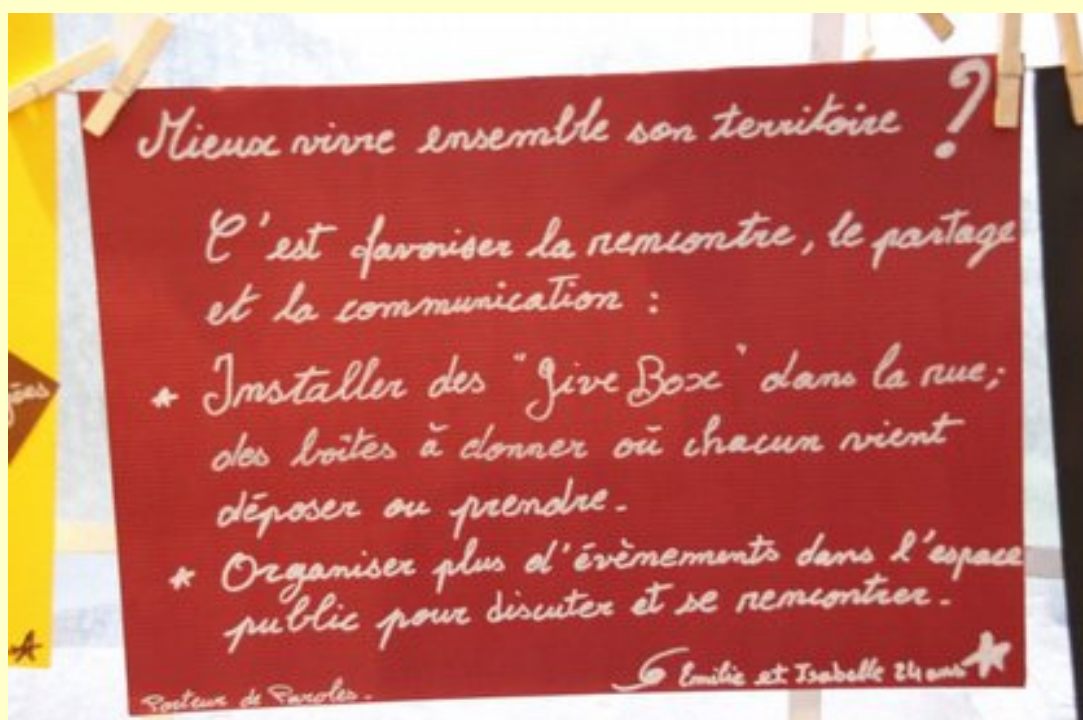 Mieux vivre ensemble son territoire ?
C'est favoriser la rencontre, le partage
et la communication :
* Installer des "Give Box" dans la rue;
des boîtes à donner où chacun vient
déposer ou prendre.
* Organiser plus d'évènements dans l'espace
public pour discuter et se rencontrer.
Emilie et Isabelle 24 ans
Porteur de Paroles.